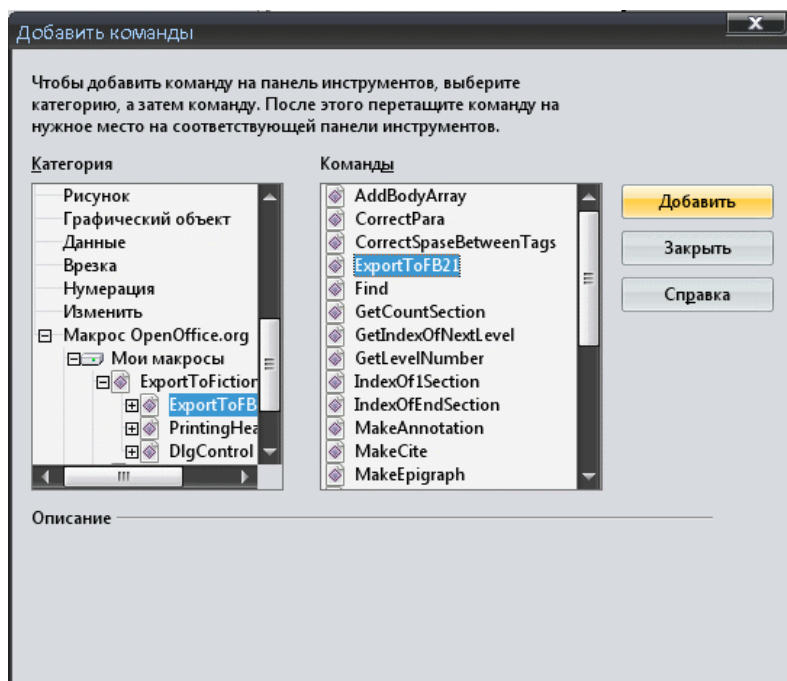 Добавить команды
Чтобы добавить команду на панель инструментов, выберите
категорию, а затем команду. После этого перетащите команду на
нужное место на соответствующей панели инструментов.
Категория
Рисунок
Графический объект
Данные
Врезка
Нумерация
Изменить
Макрос OpenOffice.org
Мои макросы
ExportToFiction
ExportToFB
PrintingHea
DlgControl
Команды
AddBodyArray
CorrectPara
CorrectSpaseBetweenTags
ExportToFB21
Find
GetCountSection
GetIndexOfNextLevel
GetLevelNumber
IndexOf1Section
IndexOfEndSection
MakeAnnotation
MakeCite
MakeEpigraph
Добавить
Закрыть
Справка
Описание